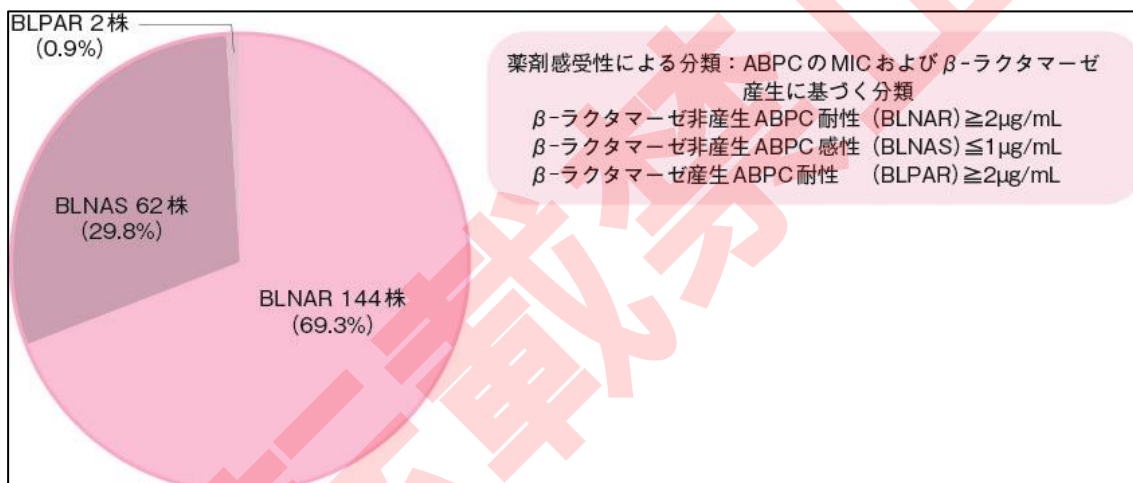 BLPAR 2株
(0.9%)
薬剤感受性による分類：ABPCのMICおよびβ-ラクタマーゼ
産生に基づく分類
β-ラクタマーゼ非産生ABPC耐性（BLNAR）≧2μg/mL
β-ラクタマーゼ非産生ABPC感性（BLNAS）≦1μg/mL
β-ラクタマーゼ産生ABPC耐性　（BLPAR）≧2μg/mL
BLNAS 62株
(29.8%)
BLNAR 144株
(69.3%)
転載禁止